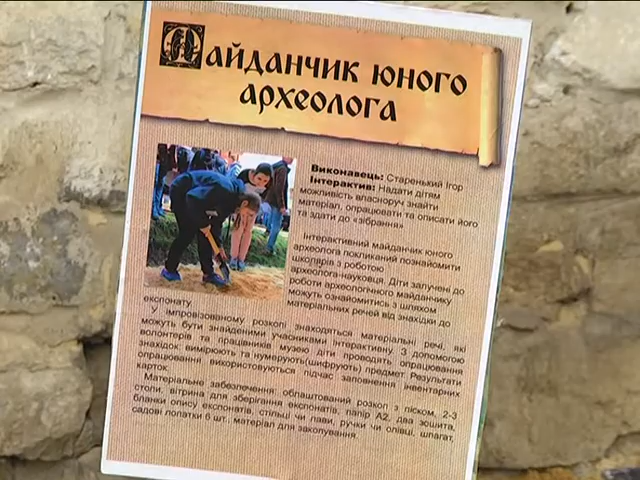 Майданчик юного
археолога
Виконавець: Старенький Ігор
Інтерактив: Надати дітям
можливість власноруч знайти
матеріал, опрацювати та описати його
та здати до «зібрання»
Інтерактивний майданчик юного
археолога покликаний познайомити
школярів з роботою
археолога-науковця. Діти залучені до
роботи археологічного майданчику
можуть ознайомитись з шляхом
матеріальних речей від знахідки до
експонату.
У імпровізованому розкопі знаходяться матеріальні речі, які
можуть бути знайденими учасниками інтерактиву. З допомогою
волонтерів та працівників музею діти проводять опрацювання
знахідок: вимірюють та нумерують(шифрують) предмет. Результати
опрацювання використовуються підчас заповнення інвентарних
карток.
Матеріальне забезпечення: облаштований розкоп з піском, 2-3
столи, вітрина для зберігання експонатів, папір А2, два зошита,
бланки опису експонатів, стільці чи лави, ручки чи олівці, шпагат,
садові лопатки 6 шт., матеріал для закопування.